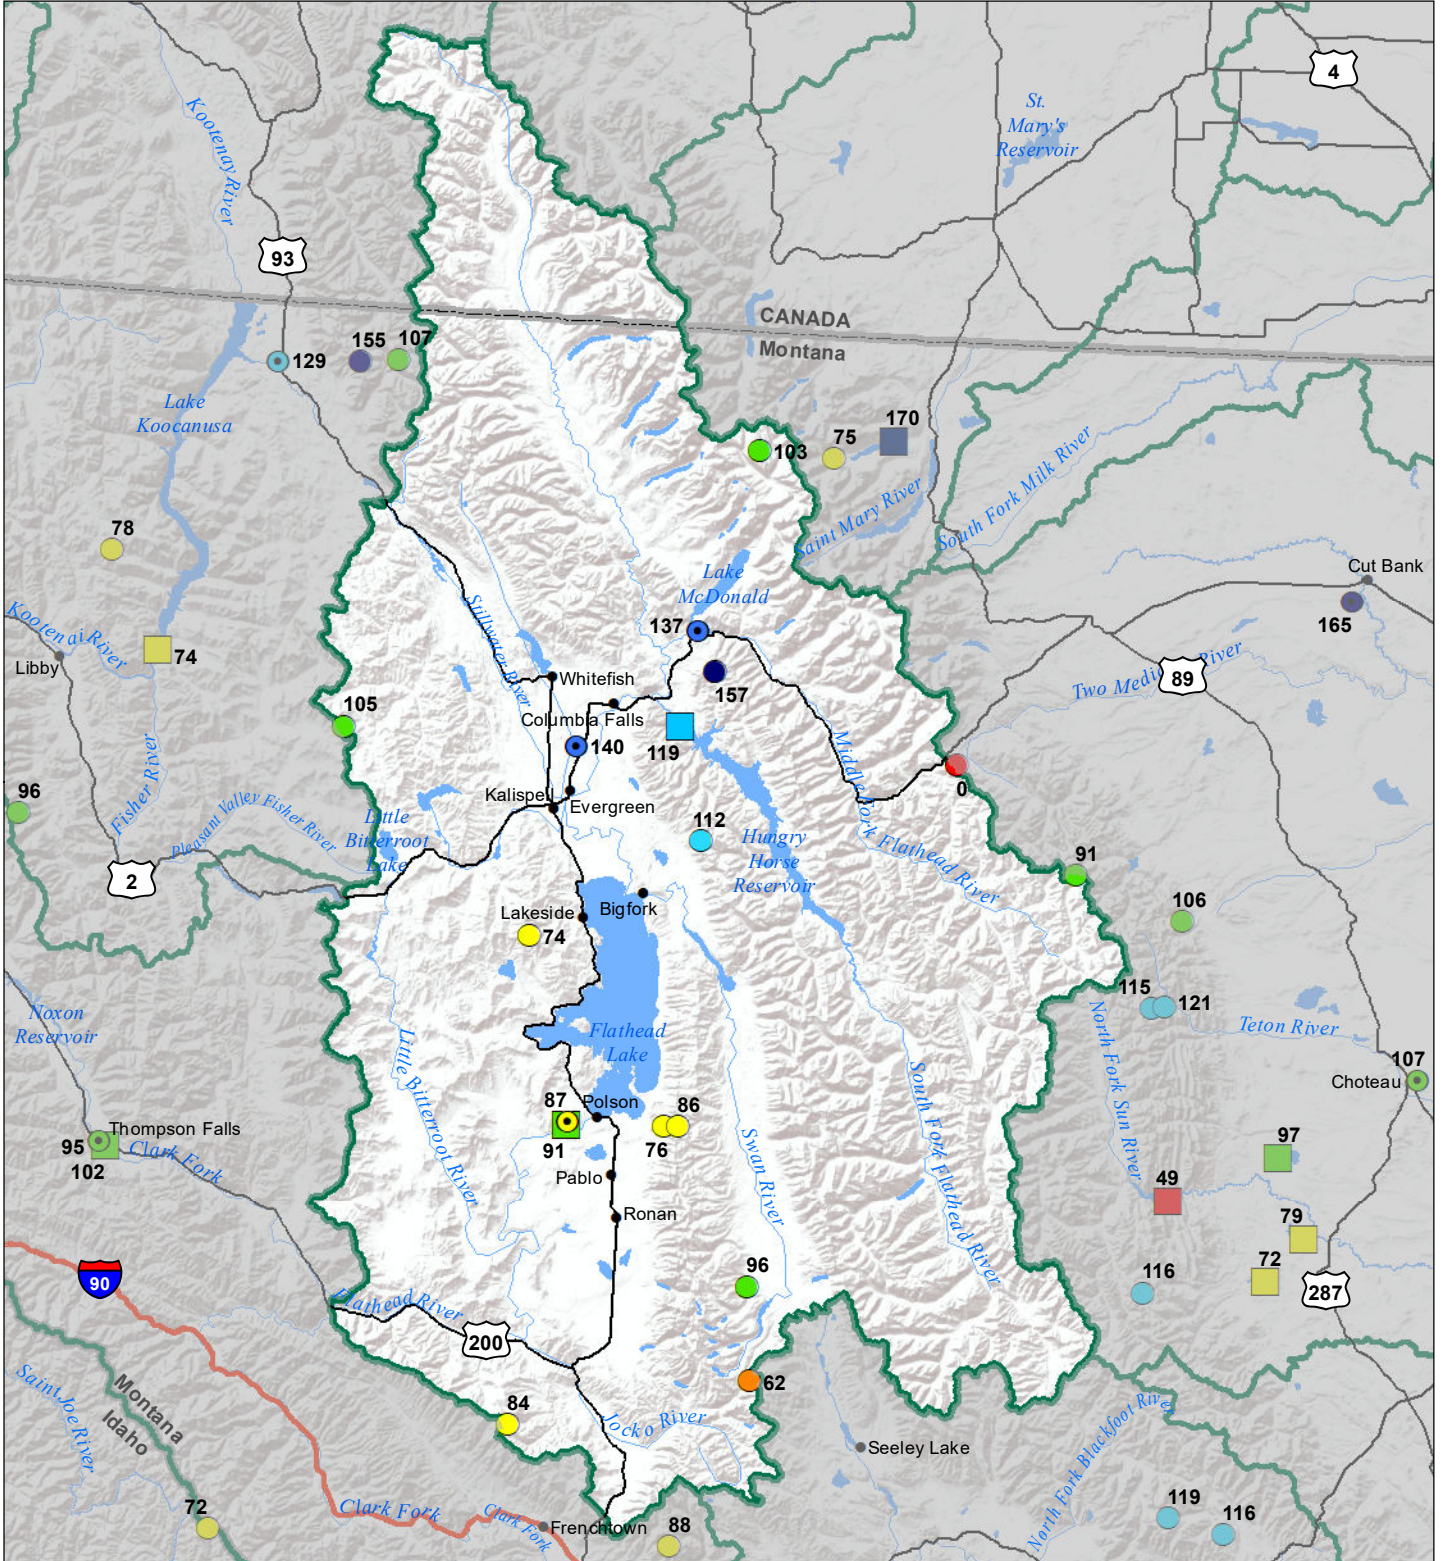 4
Kootenay River
St.
Mary's
Reservoir
93
CANADA
Montana
129
155
107
Lake
Koocanusa
103
75
170
Saint Mary River
South Fork Milk River
78
Cut Bank
165
Lake
McDonald
137
157
Kootenai River
Libby
74
Stillwater River
Whitefish
Columbia Falls
140
119
Two Medicine River
89
105
Fisher River
Middle Fork Flathead River
0
96
Pleasant Valley Fisher River
Kalispell
Evergreen
Little
Bitterroot
Lake
112
Hungry
Horse
Reservoir
2
91
106
Lakeside
Bigfork
74
115
121
Noxon
Reservoir
Flathead
Lake
North Fork Sun River
Teton River
Little Bitterroot River
South Fork Flathead River
107
Choteau
87
Polson
86
91
76
Thompson Falls
95
102
Clark Fork
Swan River
Pablo
97
49
Ronan
79
90
96
116
72
287
Flathead River
200
62
Saint Joe River
Montana
Idaho
84
Jocko River
Seeley Lake
North Fork Blackfoot River
72
Clark Fork
Clark Fork
Frenchtown
88
119
116